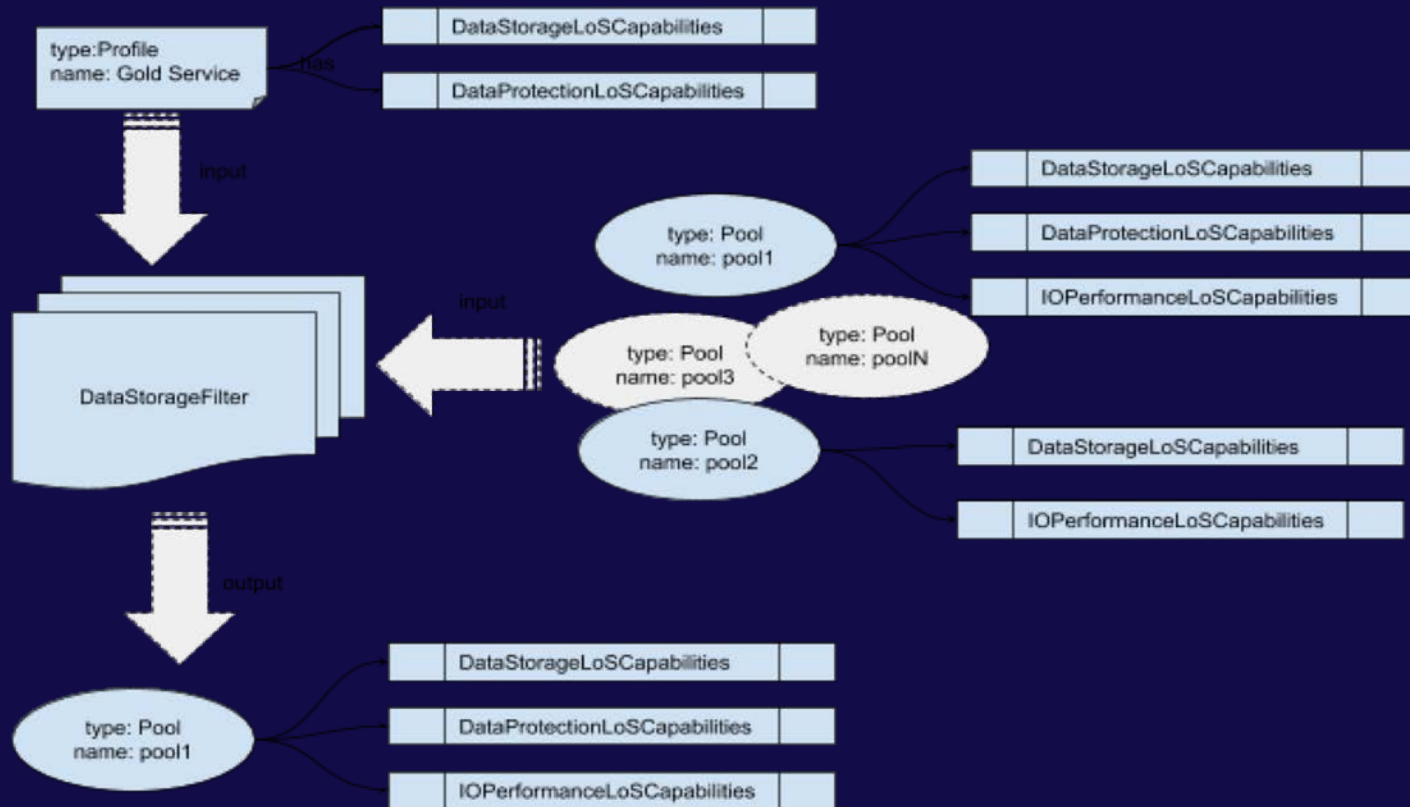 type:Profile
name: Gold Service
has
DataStorageLoSCapabilities
DataProtectionLoSCapabilities
input
DataStorageLoSCapabilities
DataProtectionLoSCapabilities
IOPerformanceLoSCapabilities
type: Pool
name: pool1
input
type: Pool
name: poolN
type: Pool
name: pool3
type: Pool
name: pool2
DataStorageFilter
DataStorageLoSCapabilities
IOPerformanceLoSCapabilities
output
type: Pool
name: pool1
DataStorageLoSCapabilities
DataProtectionLoSCapabilities
IOPerformanceLoSCapabilities